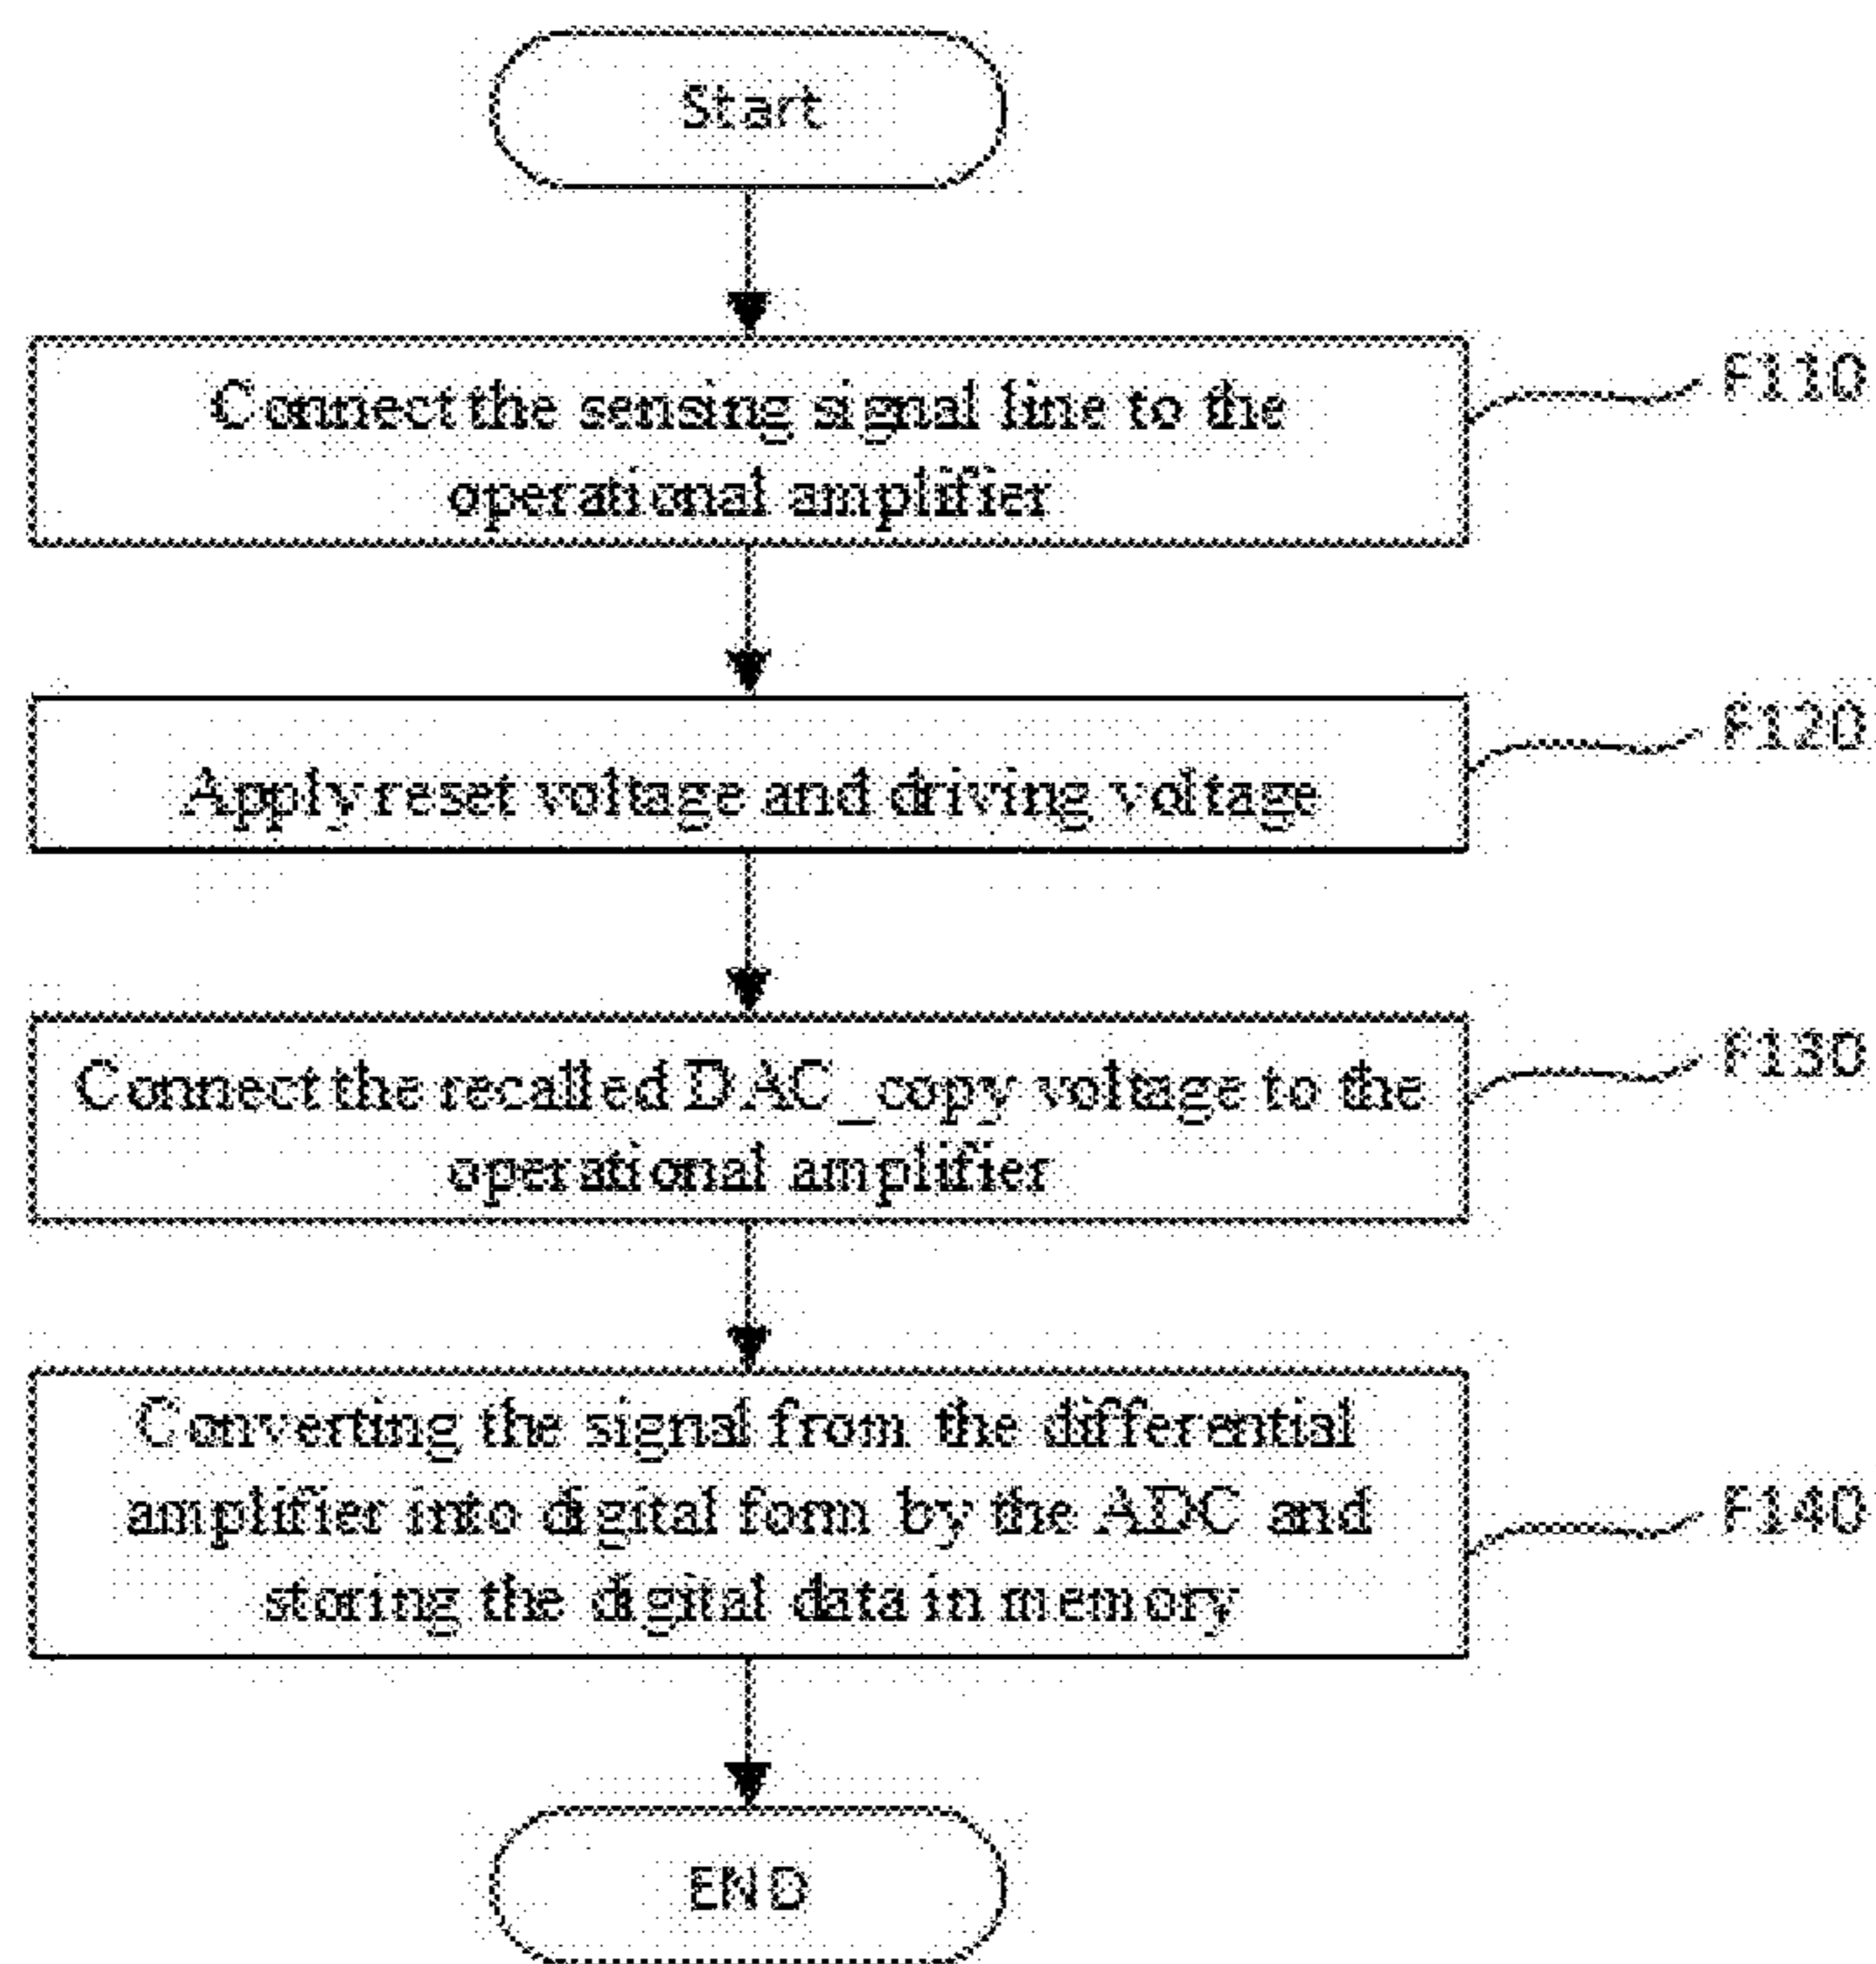 Start
Connect the sensing signal line to the
operational amplifier
F110
Apply reset voltage and driving voltage
F120
Connect the recalled DAC_copy voltage to the
operational amplifier
F130
Converting the signal from the differential
amplifier into digital form by the ADC and
storing the digital data in memory
F140
END